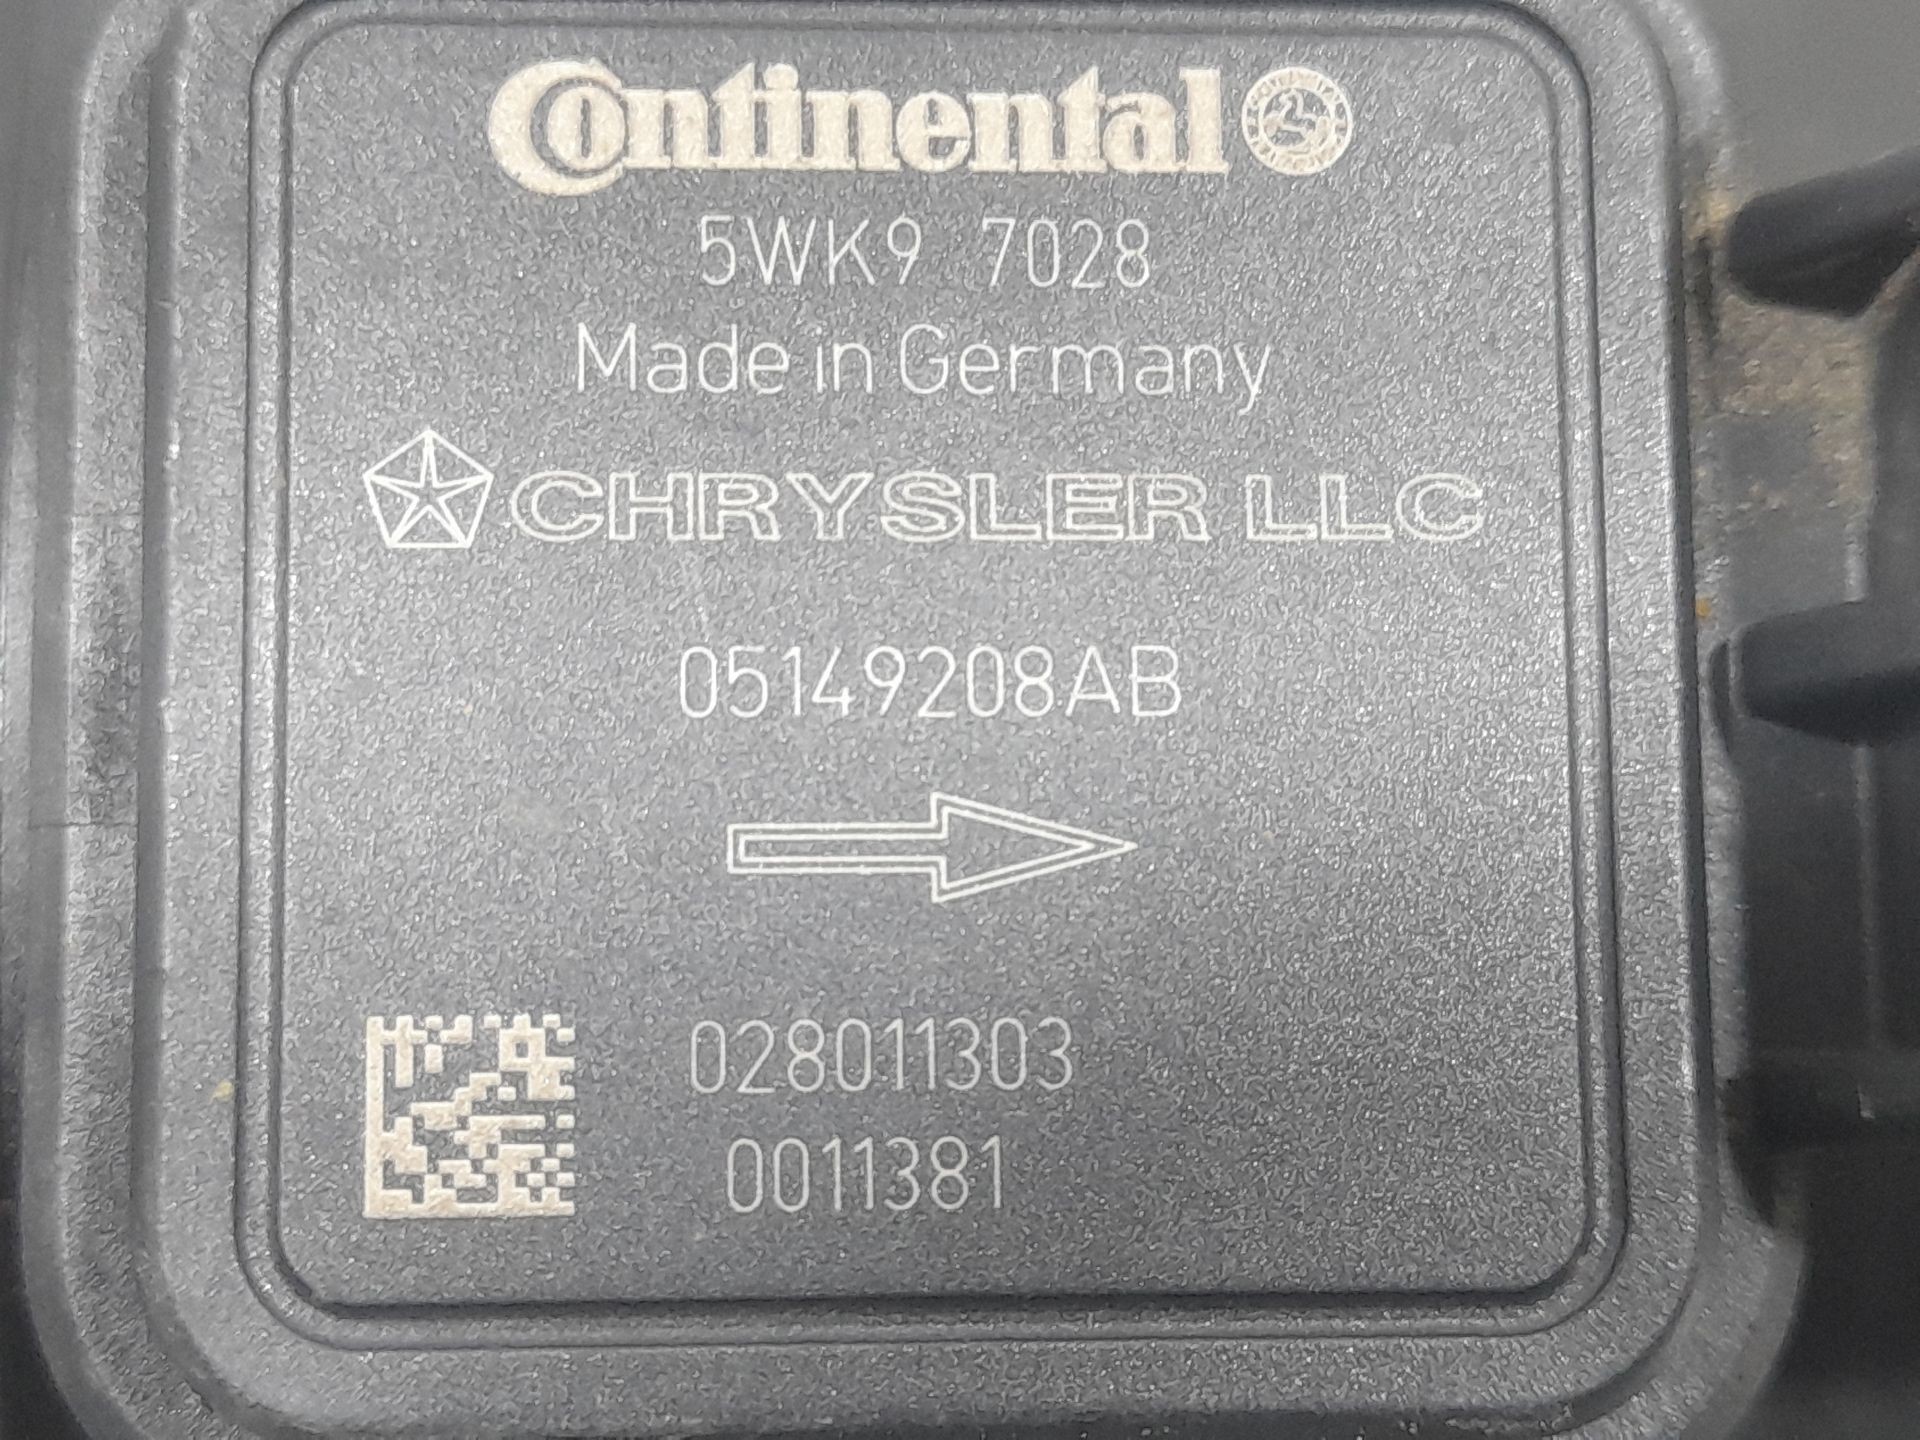 Continental
5WK9 7028
Made in Germany
CHRYSLER LLC
05149208AB
028011303
0011381